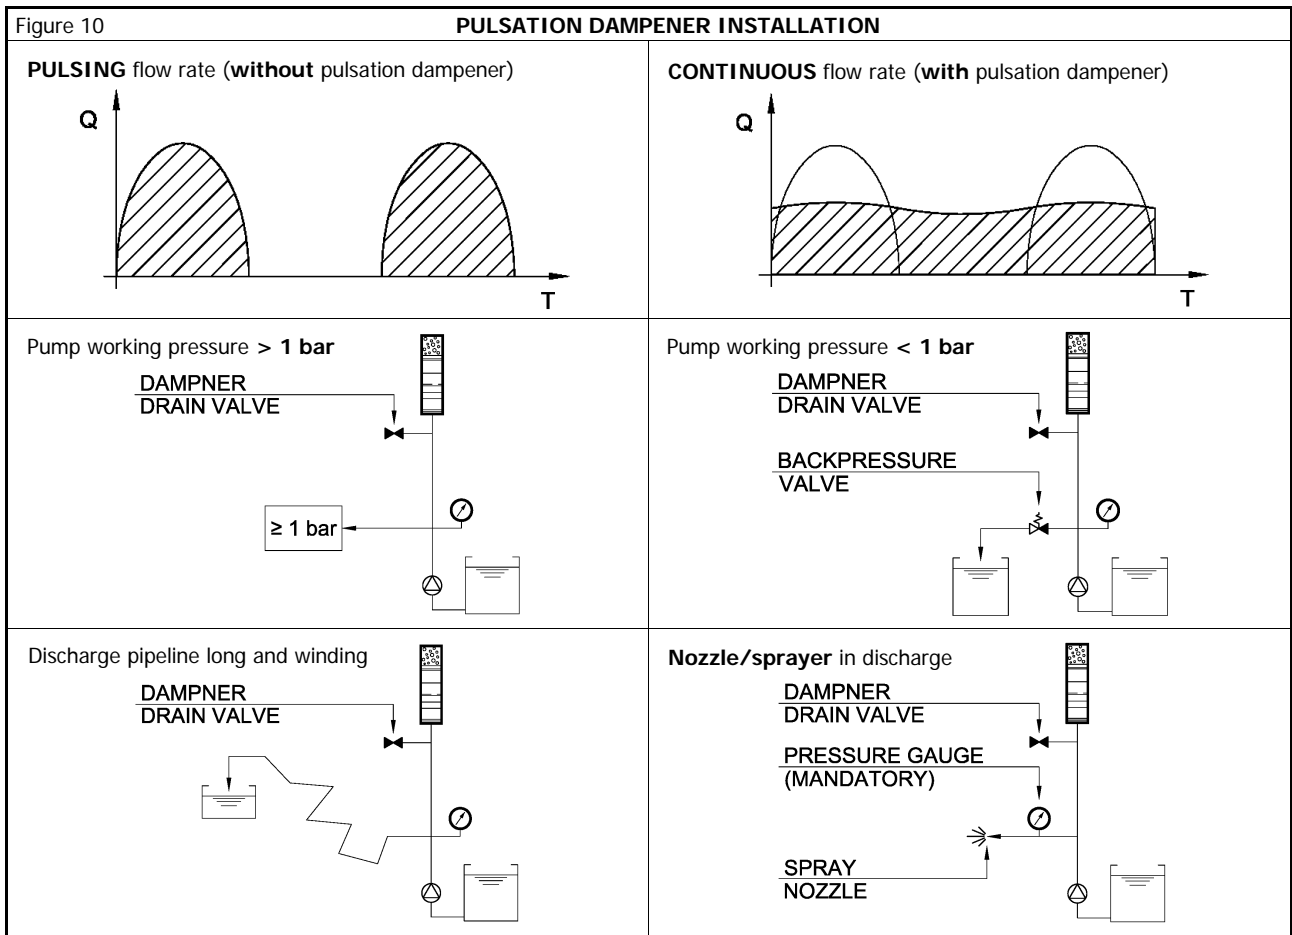 Figure 10
PULSATION DAMPENER INSTALLATION
PULSING flow rate (without pulsation dampener)
Q
T
CONTINUOUS flow rate (with pulsation dampener)
Q
T
Pump working pressure > 1 bar
DAMPNER
DRAIN VALVE
≥ 1 bar
Pump working pressure < 1 bar
DAMPNER
DRAIN VALVE
BACKPRESSURE
VALVE
Discharge pipeline long and winding
DAMPNER
DRAIN VALVE
Nozzle/sprayer in discharge
DAMPNER
DRAIN VALVE
PRESSURE GAUGE
(MANDATORY)
SPRAY
NOZZLE